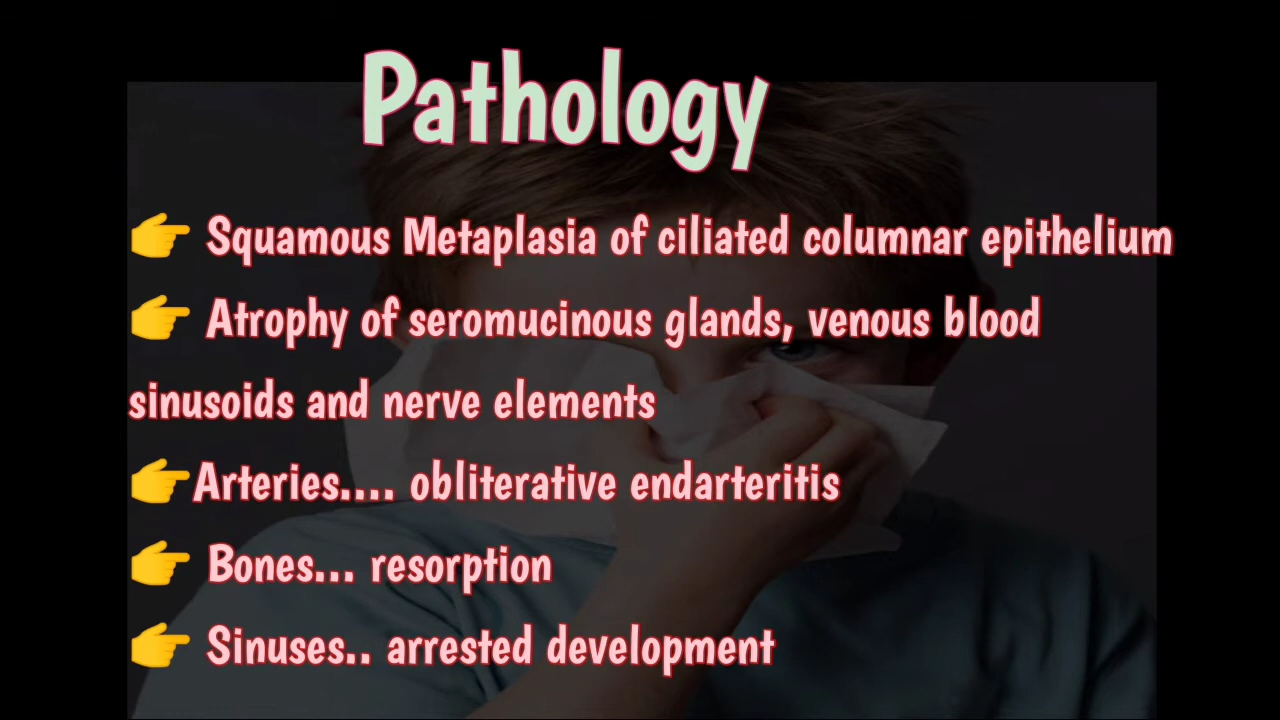 Pathology
👉 Squamous Metaplasia of ciliated columnar epithelium
👉 Atrophy of seromucinous glands, venous blood
sinusoids and nerve elements
👉Arteries.... obliterative endarteritis
👉 Bones... resorption
👉 Sinuses.. arrested development